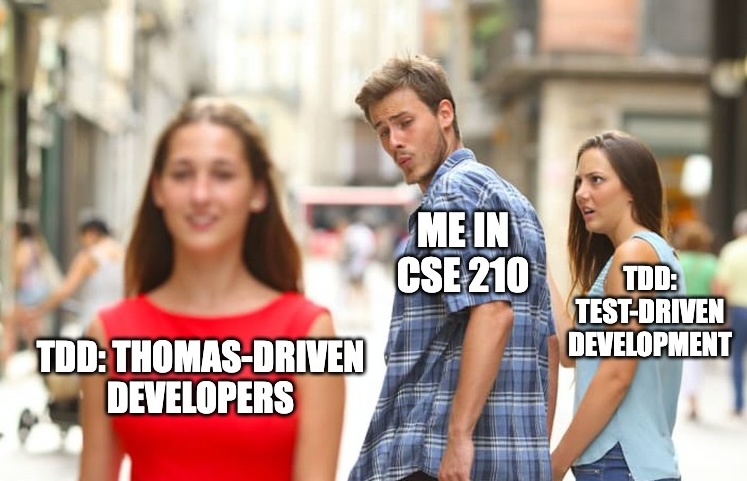 ME IN
CSE 210
TDD:
TEST-DRIVEN
DEVELOPMENT
TDD: THOMAS-DRIVEN
DEVELOPERS